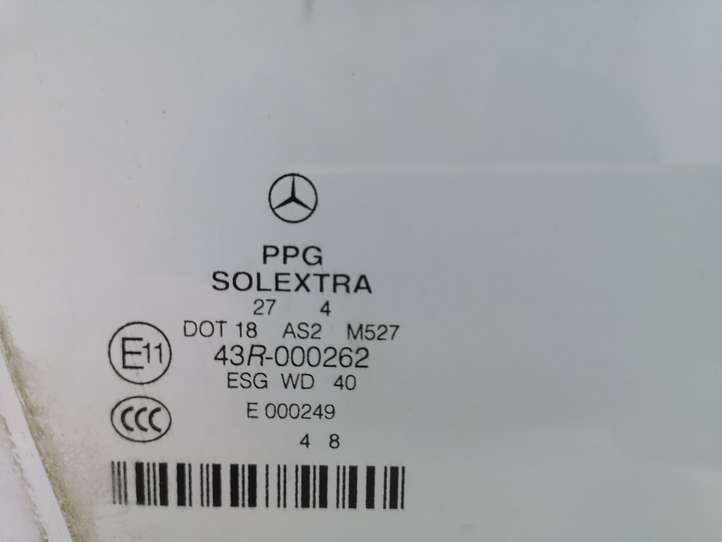 PPG
SOLEXTRA
27 4
DOT 18 AS2 M527
E11 43R-000262
ESG WD 40
CCC E 000249
4 8